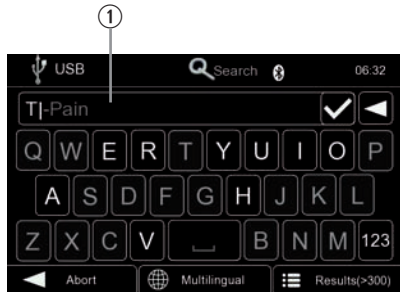 ①
USB Search 06:32
T|-Pain
Q W E R T Y U I O P
A S D F G H J K L
Z X C V B N M 123
Abort Multilingual Results(>300)